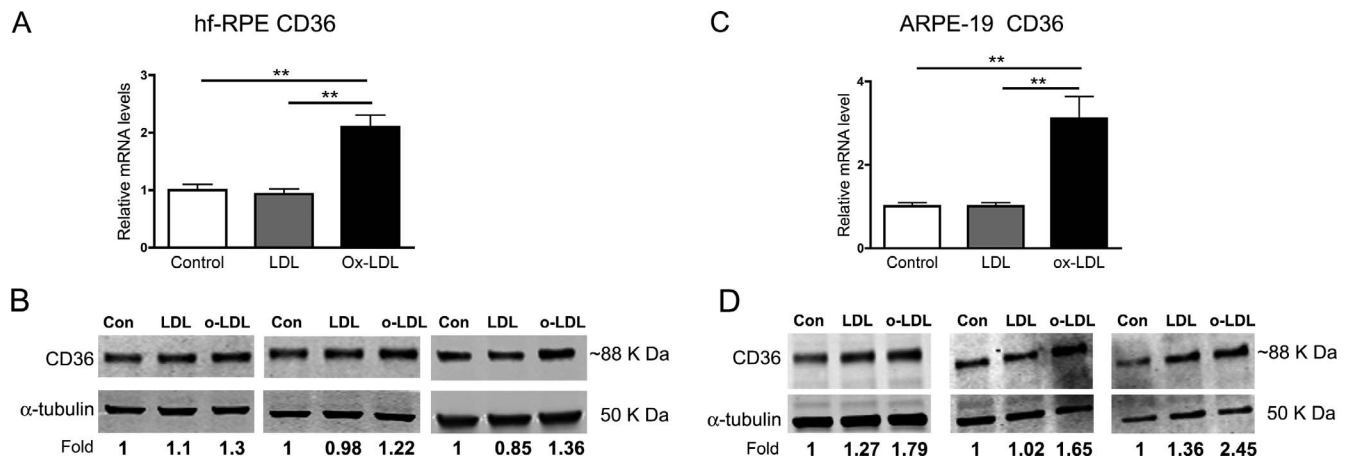 A
hf-RPE CD36
Relative mRNA levels
3
2
1
0
**
**
Control LDL Ox-LDL
B
Con LDL o-LDL Con LDL o-LDL Con LDL o-LDL
CD36 ~88 K Da
α-tubulin 50 K Da
Fold 1 1.1 1.3 1 0.98 1.22 1 0.85 1.36
C
ARPE-19 CD36
Relative mRNA level
4
2
0
**
**
Control LDL ox-LDL
D
Con LDL o-LDL Con LDL o-LDL Con LDL o-LDL
CD36 ~88 K Da
α-tubulin 50 K Da
Fold 1 1.27 1.79 1 1.02 1.65 1 1.36 2.45